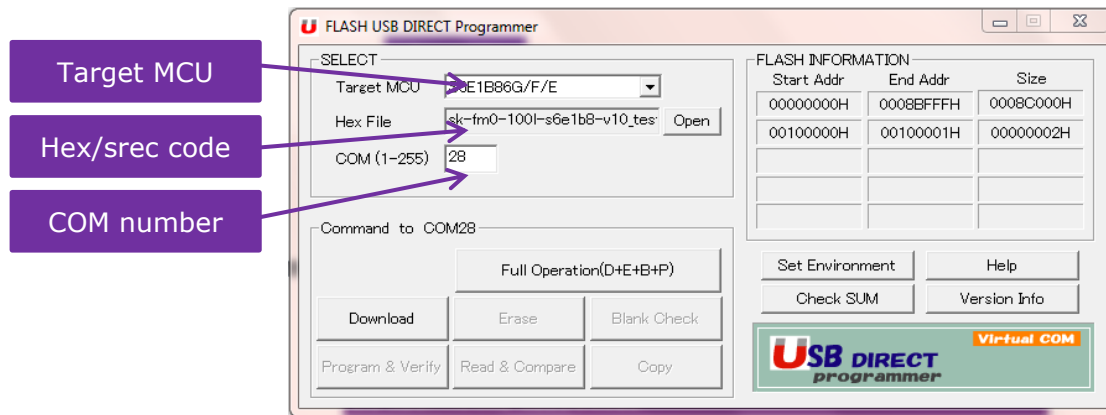 Target MCU
Hex/srec code
COM number
FLASH USB DIRECT Programmer
SELECT
Target MCU
6E1B86G/F/E
Hex File
sk-fm0-100l-s6e1b8-v10_tes
Open
COM (1-255)
28
Command to COM28
Full Operation(D+E+B+P)
Download
Erase
Blank Check
Program & Verify
Read & Compare
Copy
FLASH INFORMATION
Start Addr End Addr Size
00000000H 0008BFFFH 0008C000H
00100000H 00100001H 00000002H
Set Environment
Help
Check SUM
Version Info
Virtual COM
USB DIRECT
programmer